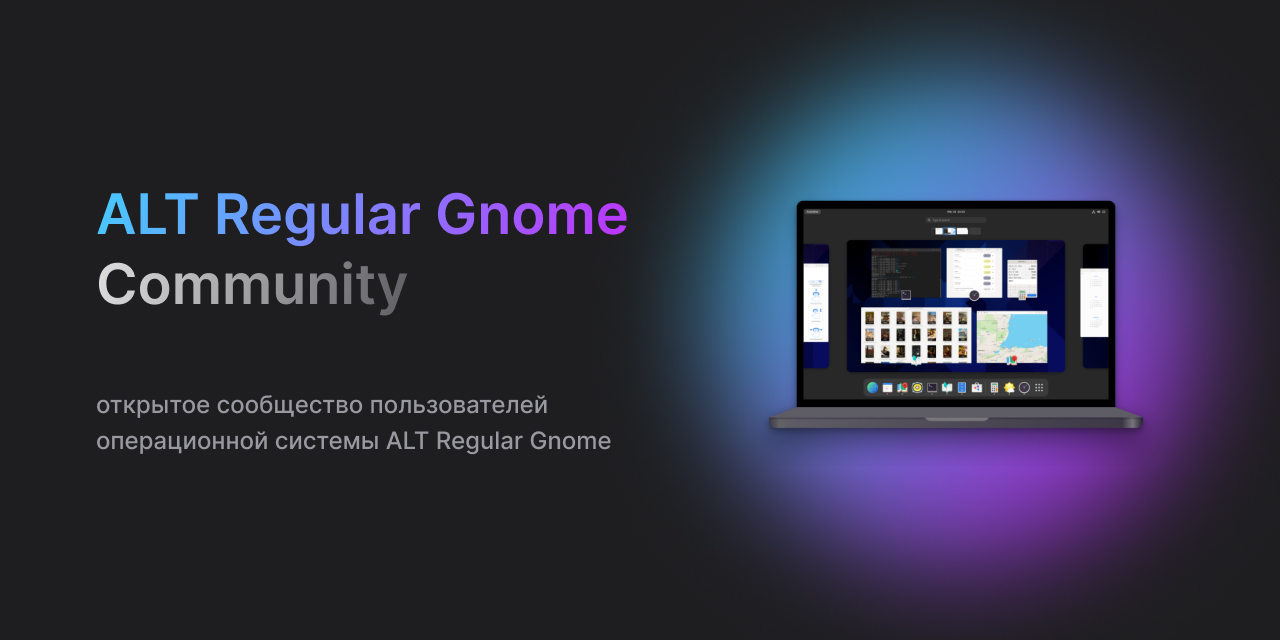 ALT Regular Gnome
Community
открытое сообщество пользователей
операционной системы ALT Regular Gnome